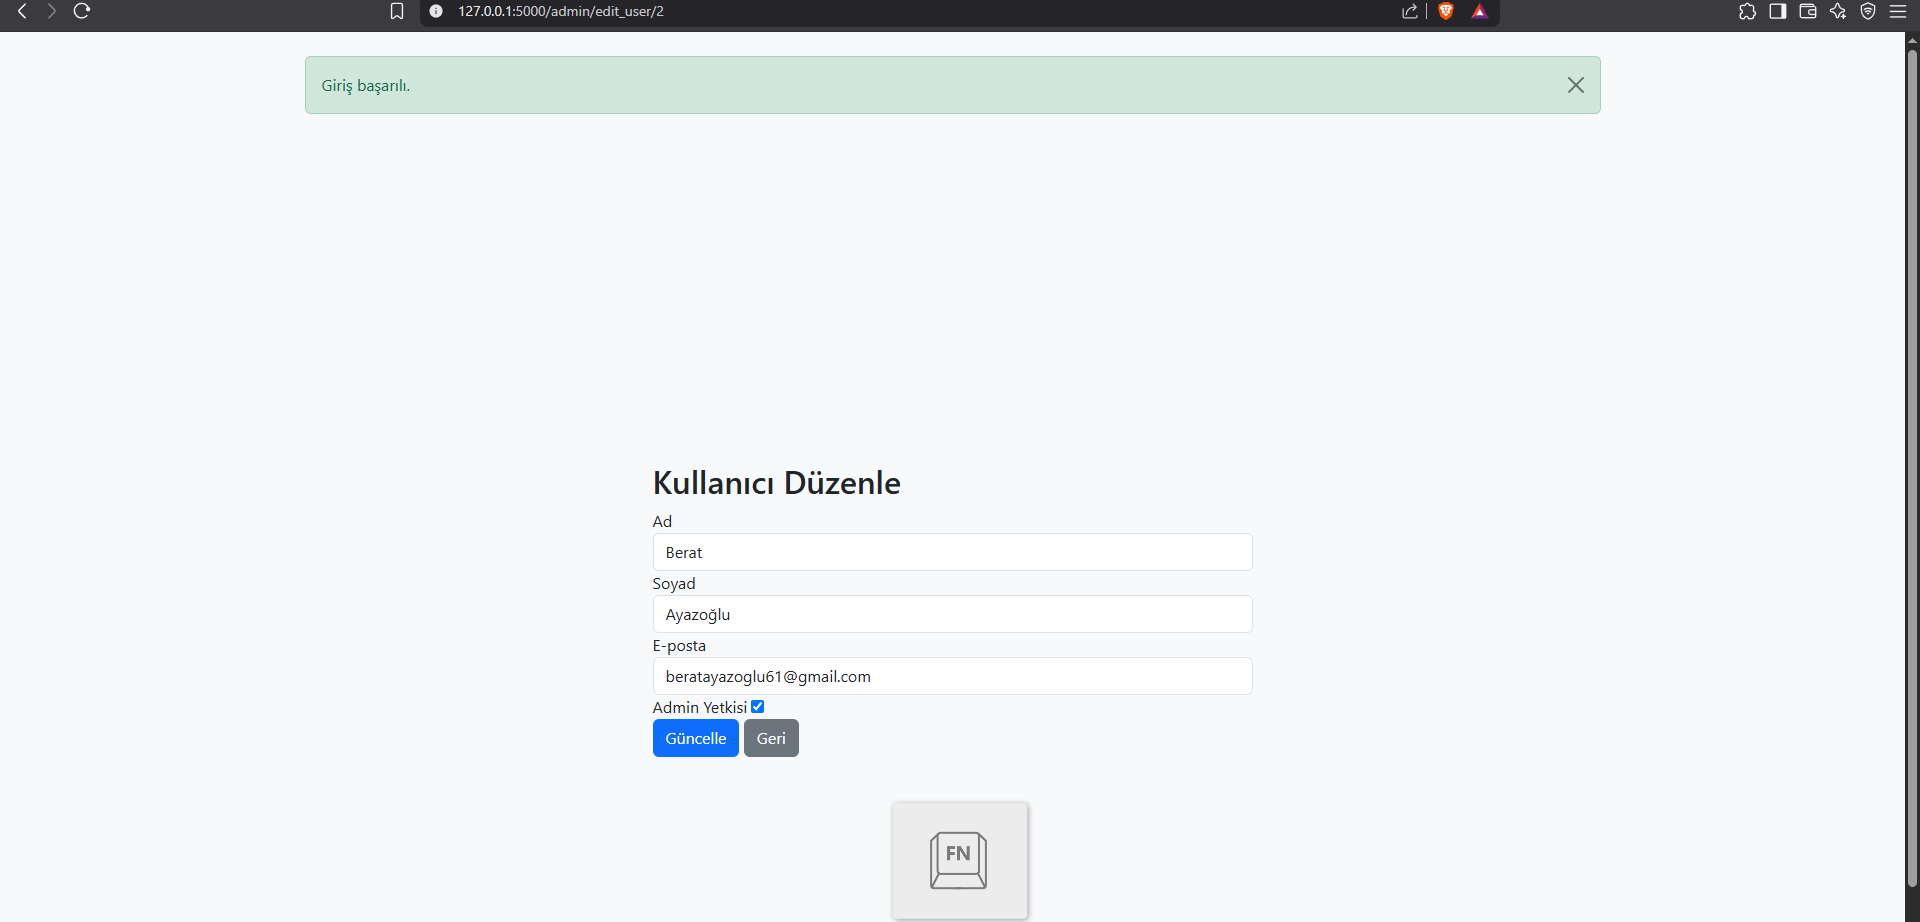 127.0.0.1:5000/admin/edit_user/2
Giriş başarılı.
Kullanıcı Düzenle
Ad
Berat
Soyad
Ayazoğlu
E-posta
beratayazoglu61@gmail.com
Admin Yetkisi
Güncelle Geri
FN